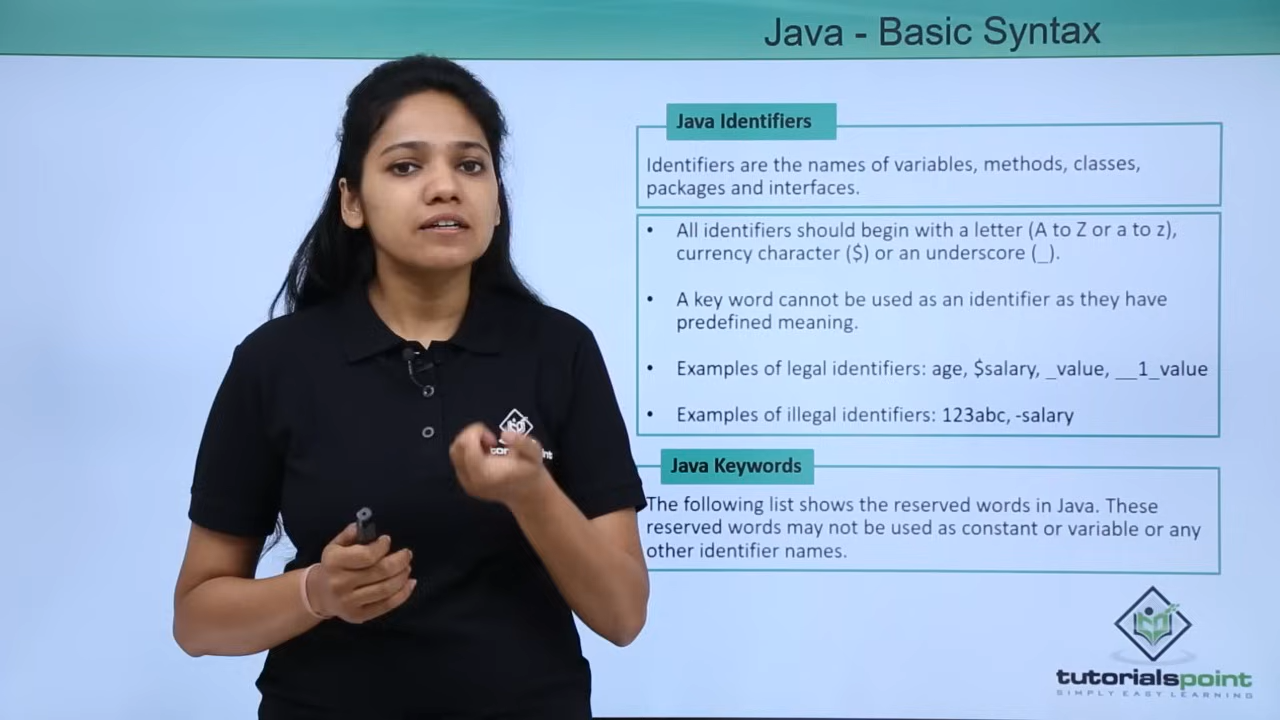 Java - Basic Syntax
Java Identifiers
Identifiers are the names of variables, methods, classes,
packages and interfaces.
• All identifiers should begin with a letter (A to Z or a to z),
currency character ($) or an underscore (_).
• A key word cannot be used as an identifier as they have
predefined meaning.
• Examples of legal identifiers: age, $salary, _value, __1_value
• Examples of illegal identifiers: 123abc, -salary
Java Keywords
The following list shows the reserved words in Java. These
reserved words may not be used as constant or variable or any
other identifier names.
tutorialspoint
SIMPLY EASY LEARNING